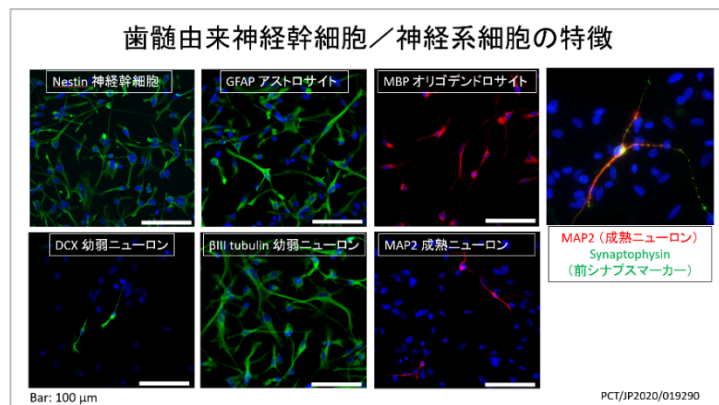 歯髄由来神経幹細胞／神経系細胞の特徴
Nestin 神経幹細胞
GFAP アストロサイト
MBP オリゴデンドロサイト
DCX 幼弱ニューロン
βIII tubulin 幼弱ニューロン
MAP2 成熟ニューロン
MAP2（成熟ニューロン）
Synaptophysin
（前シナプスマーカー）
Bar: 100 μm
PCT/JP2020/019290